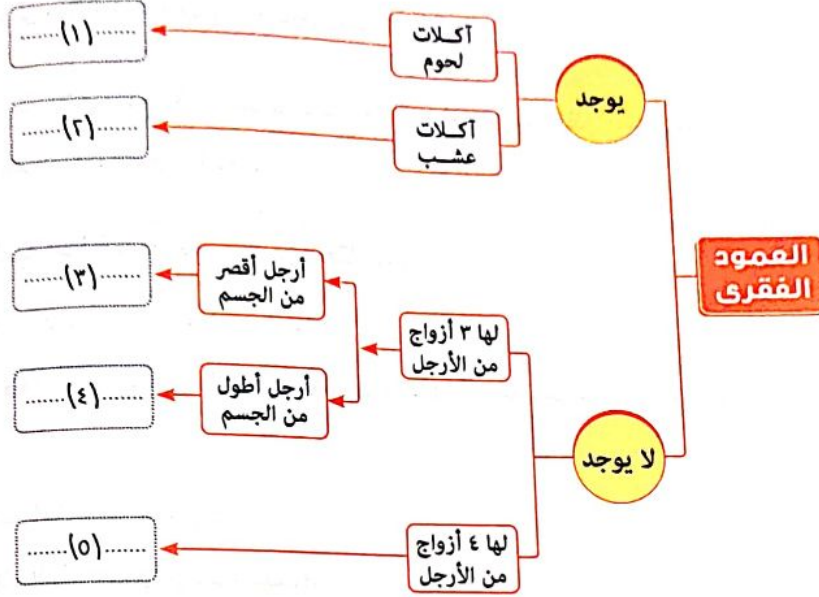 العمود
الفقرى
يوجد
آكلات
لحوم
......(١)......
آكلات
عشب
......(٢)......
لا يوجد
لها ٣ أزواج
من الأرجل
أرجل أقصر
من الجسم
......(٣)......
أرجل أطول
من الجسم
......(٤)......
لها ٤ أزواج
من الأرجل
......(٥)......